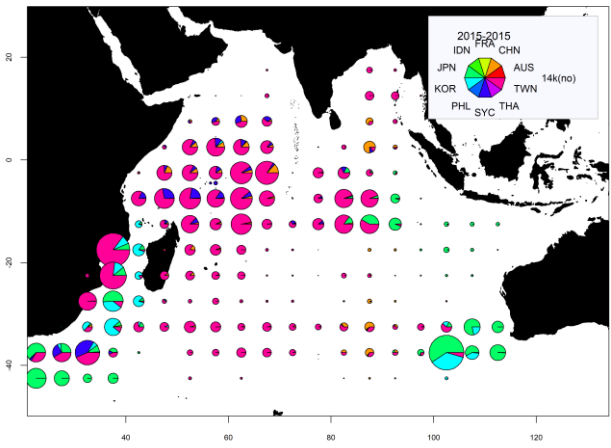 2015-2015
FRA
IDN CHN
JPN AUS
14k(no)
KOR TWN
PHL THA
SYC
20
0
-20
-40
40 60 80 100 120